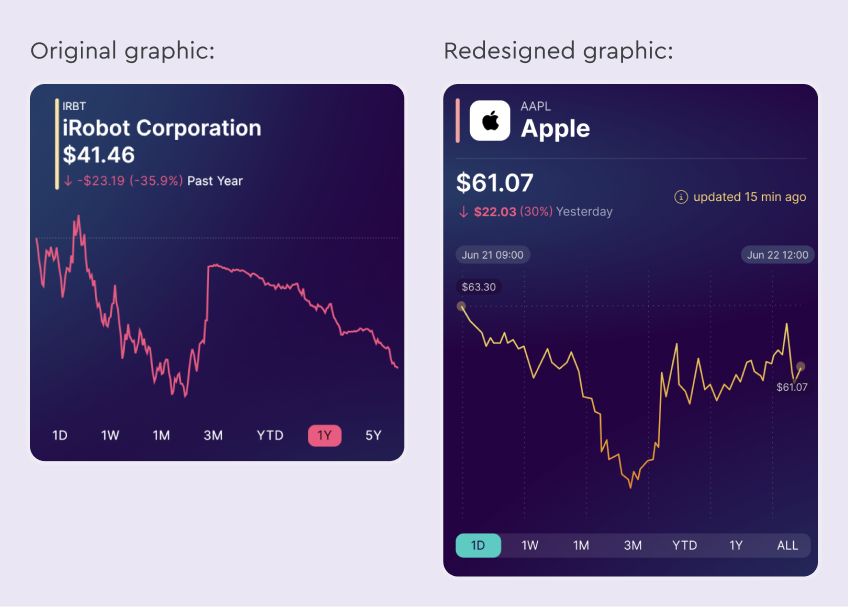 Original graphic:
IRBT
iRobot Corporation
$41.46
↓ -$23.19 (-35.9%) Past Year
1D 1W 1M 3M YTD 1Y 5Y
Redesigned graphic:
AAPL
Apple
$61.07
↓ $22.03 (30%) Yesterday
updated 15 min ago
Jun 21 09:00 Jun 22 12:00
$63.30
$61.07
1D 1W 1M 3M YTD 1Y ALL